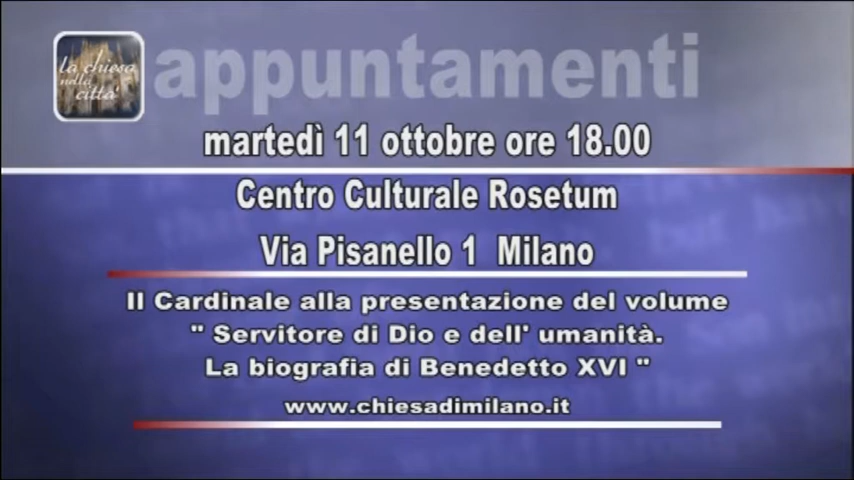 la chiesa
nella
città
appuntamenti
martedì 11 ottobre ore 18.00
Centro Culturale Rosetum
Via Pisanello 1 Milano
Il Cardinale alla presentazione del volume
" Servitore di Dio e dell' umanità.
La biografia di Benedetto XVI "
www.chiesadimilano.it